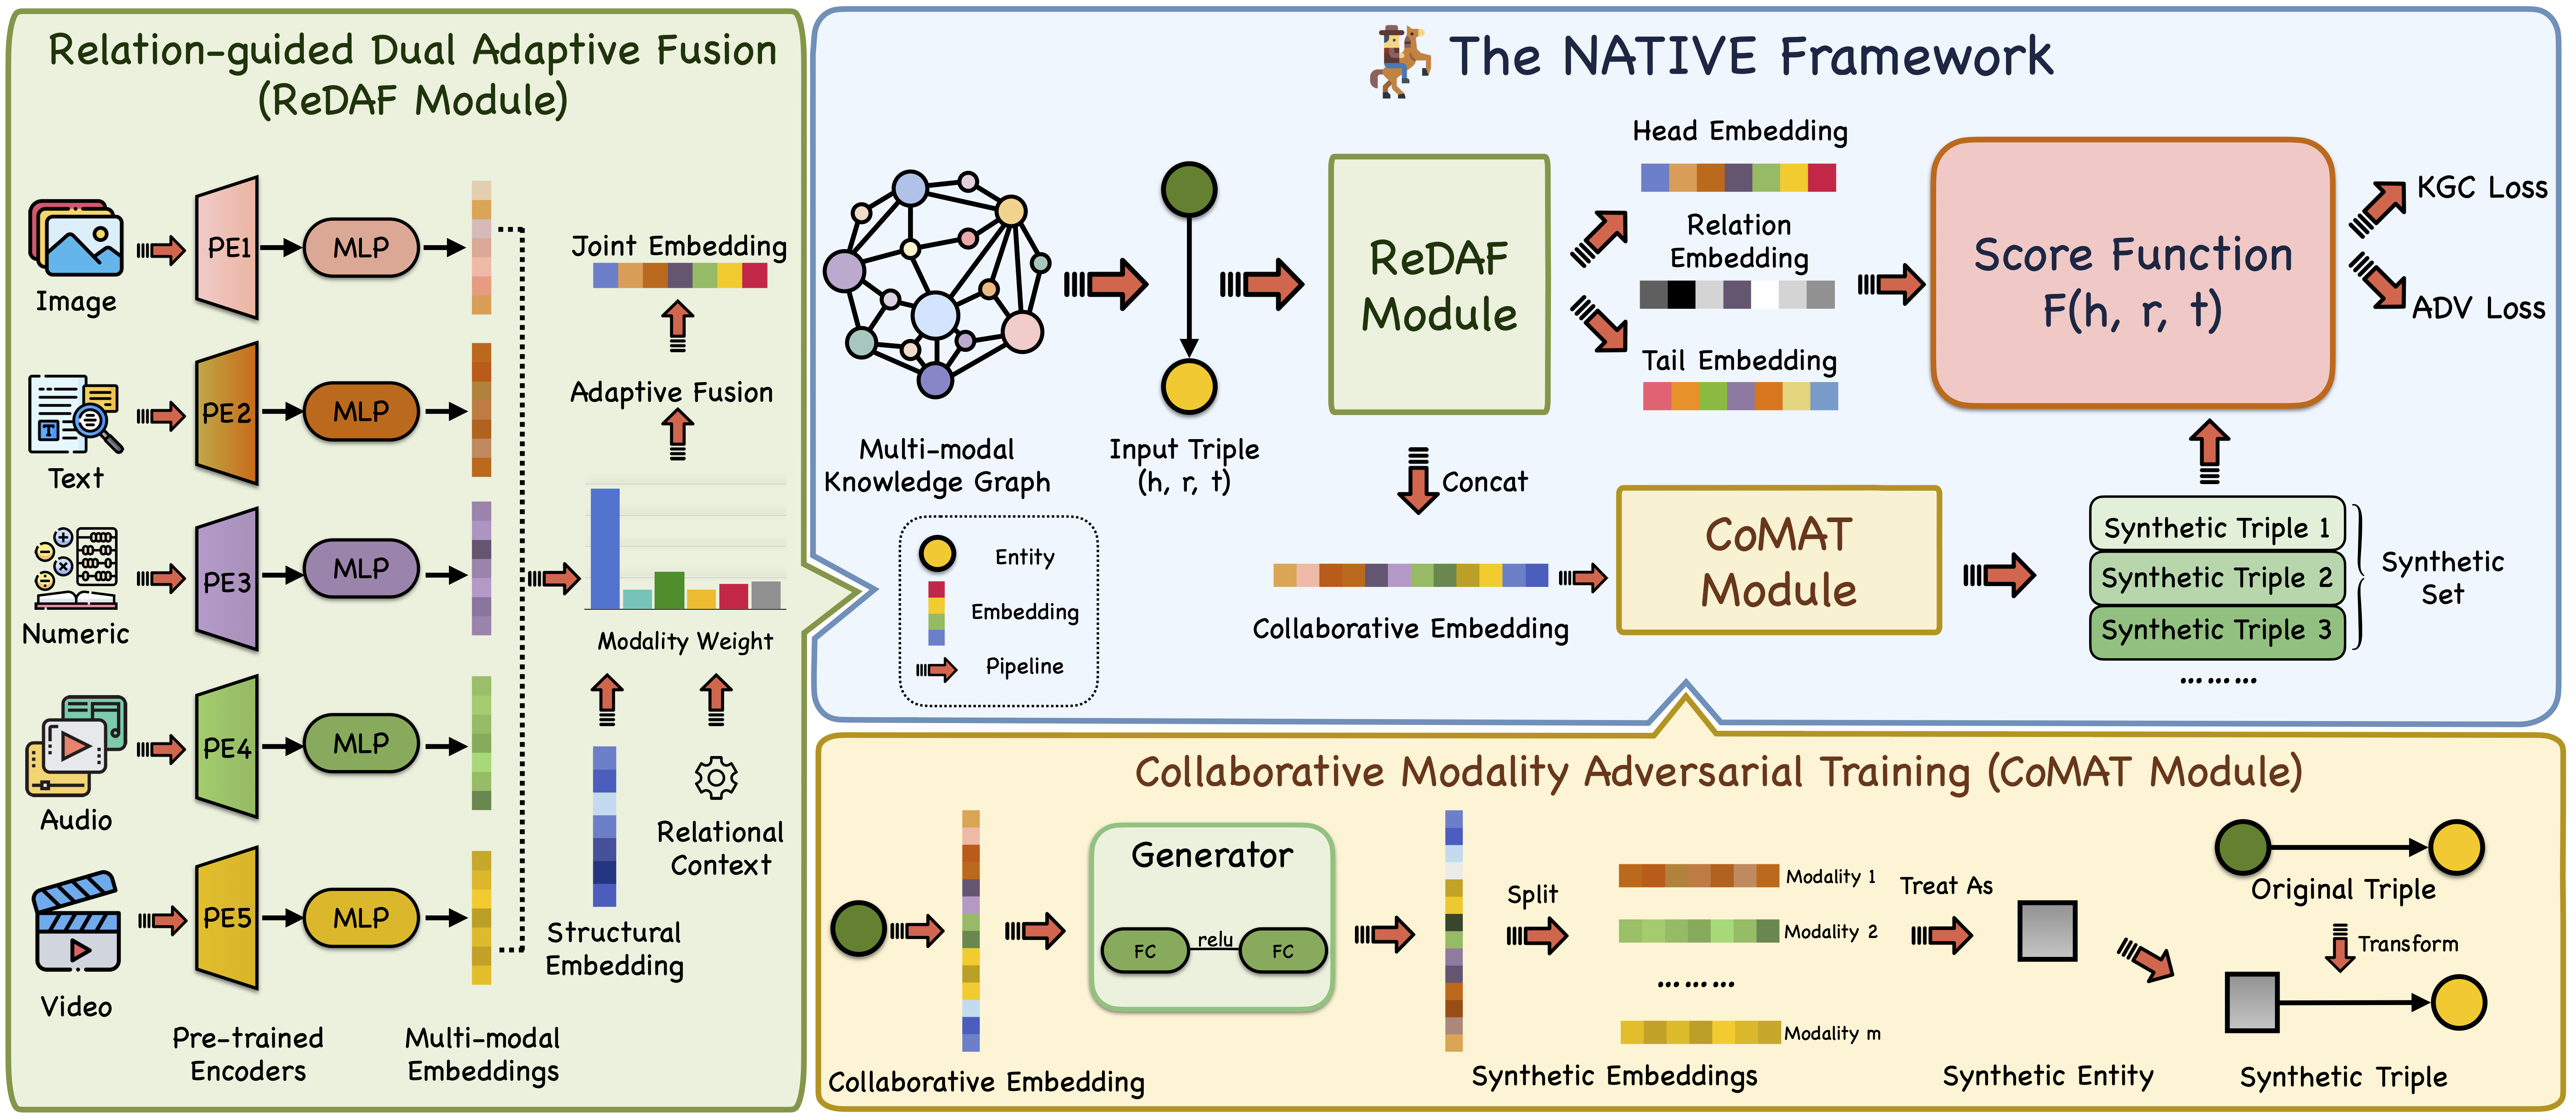 Relation-guided Dual Adaptive Fusion
(ReDAF Module)
Image
PE1
MLP
Text
PE2
MLP
Numeric
PE3
MLP
Audio
PE4
MLP
Video
PE5
MLP
Pre-trained
Encoders
Multi-modal
Embeddings
Joint Embedding
Adaptive Fusion
Modality Weight
Structural
Embedding
Relational
Context
The NATIVE Framework
Multi-modal
Knowledge Graph
Input Triple
(h, r, t)
ReDAF
Module
Head Embedding
Relation
Embedding
Tail Embedding
Score Function
F(h, r, t)
KGC Loss
ADV Loss
Entity
Embedding
Pipeline
Concat
Collaborative Embedding
CoMAT
Module
Synthetic Triple 1
Synthetic Triple 2
Synthetic Triple 3
………
Synthetic
Set
Collaborative Modality Adversarial Training (CoMAT Module)
Collaborative Embedding
Generator
FC
relu
FC
Split
Modality 1
Modality 2
………
Modality m
Synthetic Embeddings
Treat As
Synthetic Entity
Original Triple
Transform
Synthetic Triple